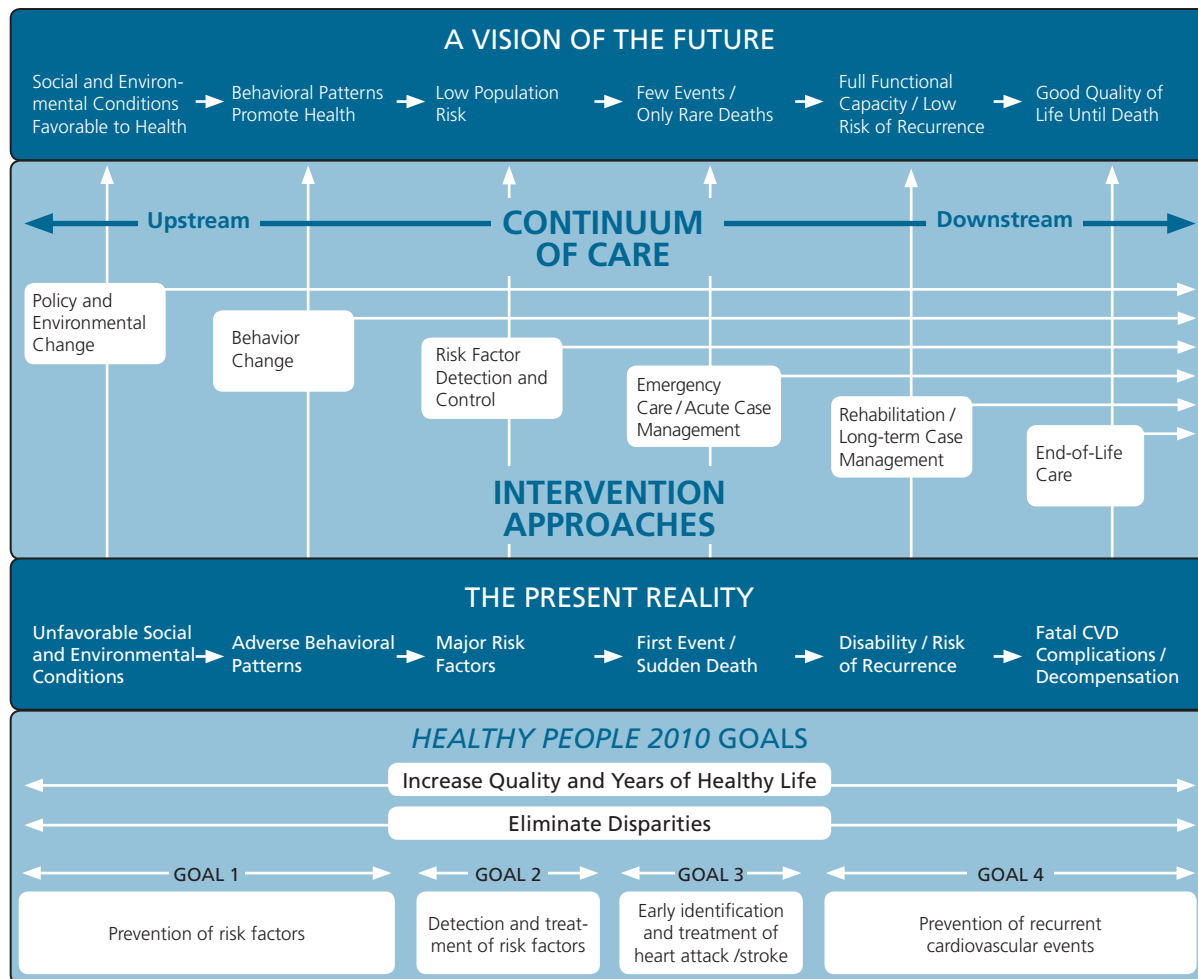 A VISION OF THE FUTURE
Social and Environ-
mental Conditions
Favorable to Health
Behavioral Patterns
Promote Health
Low Population
Risk
Few Events /
Only Rare Deaths
Full Functional
Capacity / Low
Risk of Recurrence
Good Quality of
Life Until Death
Upstream
CONTINUUM
OF CARE
Downstream
Policy and
Environmental
Change
Behavior
Change
Risk Factor
Detection and
Control
Emergency
Care / Acute Case
Management
Rehabilitation /
Long-term Case
Management
End-of-Life
Care
INTERVENTION
APPROACHES
THE PRESENT REALITY
Unfavorable Social
and Environmental
Conditions
Adverse Behavioral
Patterns
Major Risk
Factors
First Event /
Sudden Death
Disability / Risk
of Recurrence
Fatal CVD
Complications /
Decompensation
HEALTHY PEOPLE 2010 GOALS
Increase Quality and Years of Healthy Life
Eliminate Disparities
GOAL 1
Prevention of risk factors
GOAL 2
Detection and treat-
ment of risk factors
GOAL 3
Early identification
and treatment of
heart attack /stroke
GOAL 4
Prevention of recurrent
cardiovascular events